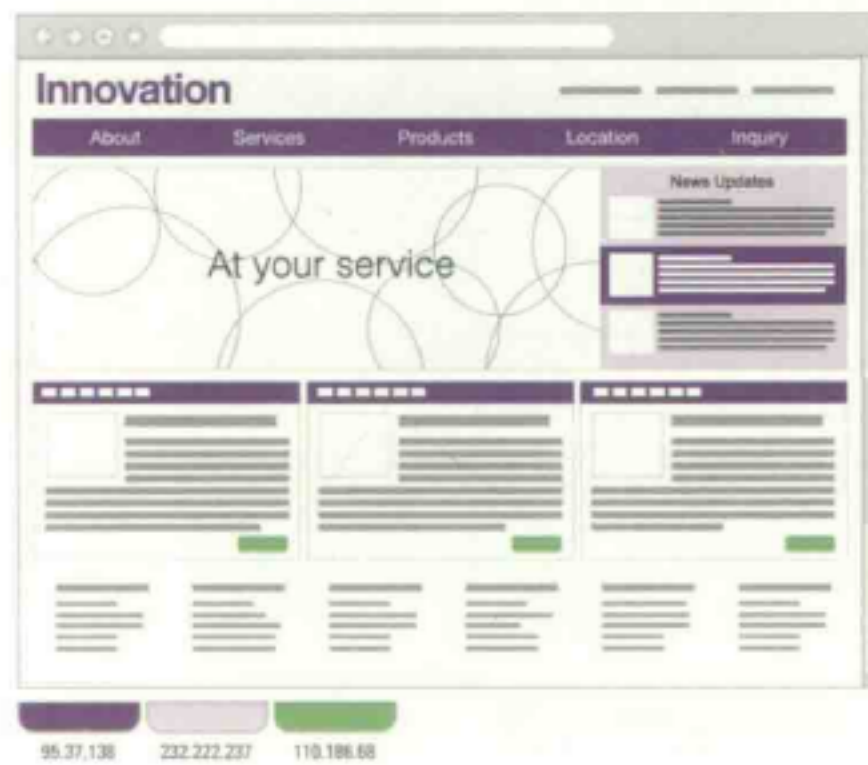 Innovation
About Services Products Location Inquiry
News Updates
At your service
95.37.138 232.222.237 110.186.68